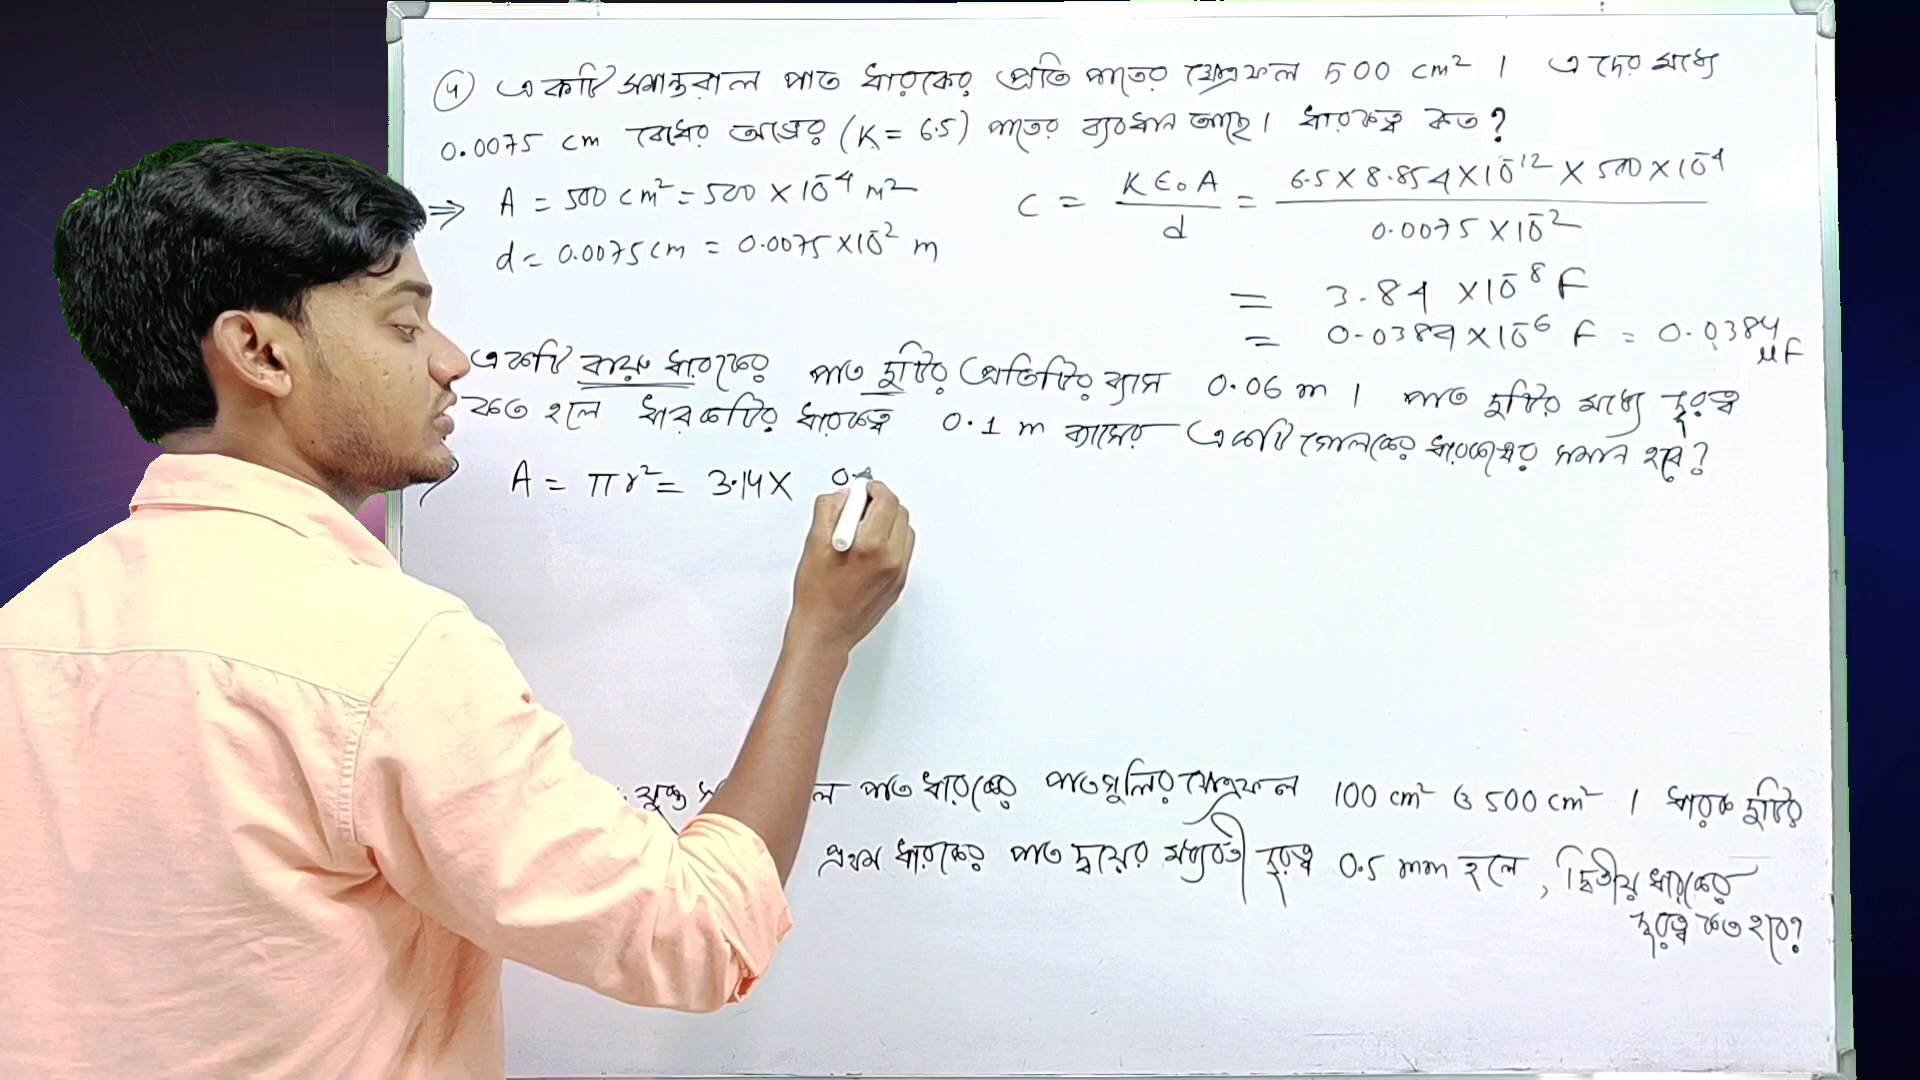 ④ একটি সমান্তরাল পাত ধারকের প্রতি পাতের ক্ষেত্রফল 500 cm² । এদের মধ্যে
0.0075 cm বেধের অভ্রের (K = 6.5) পাতের ব্যবধান আছে। ধারকত্ব কত?
⇒ A = 500 cm² = 500 × 10⁻⁴ m²
d = 0.0075 cm = 0.0075 × 10⁻² m
C = K ϵ₀ A / d = 6.5 × 8.854 × 10⁻¹² × 500 × 10⁻⁴ / 0.0075 × 10⁻²
= 3.84 × 10⁻⁸ F
= 0.0384 × 10⁻⁶ F = 0.0384 μF
একটি বায়ু ধারকের পাত দুটির প্রতিটির ব্যাস 0.06 m । পাত দুটির মধ্যে দূরত্ব
কত হলে ধারকটির ধারকত্ব 0.1 m ব্যাসের একটি গোলকের ধারকত্বের সমান হবে?
A = πr² = 3.14 × 0.
যুক্ত পাত ধারকের পাতগুলির ক্ষেত্রফল 100 cm² ও 500 cm² । ধারক দুটির
প্রথম ধারকের পাত দ্বয়ের মধ্যবর্তী দূরত্ব 0.5 mm হলে, দ্বিতীয় ধারকের
দূরত্ব কত হবে?